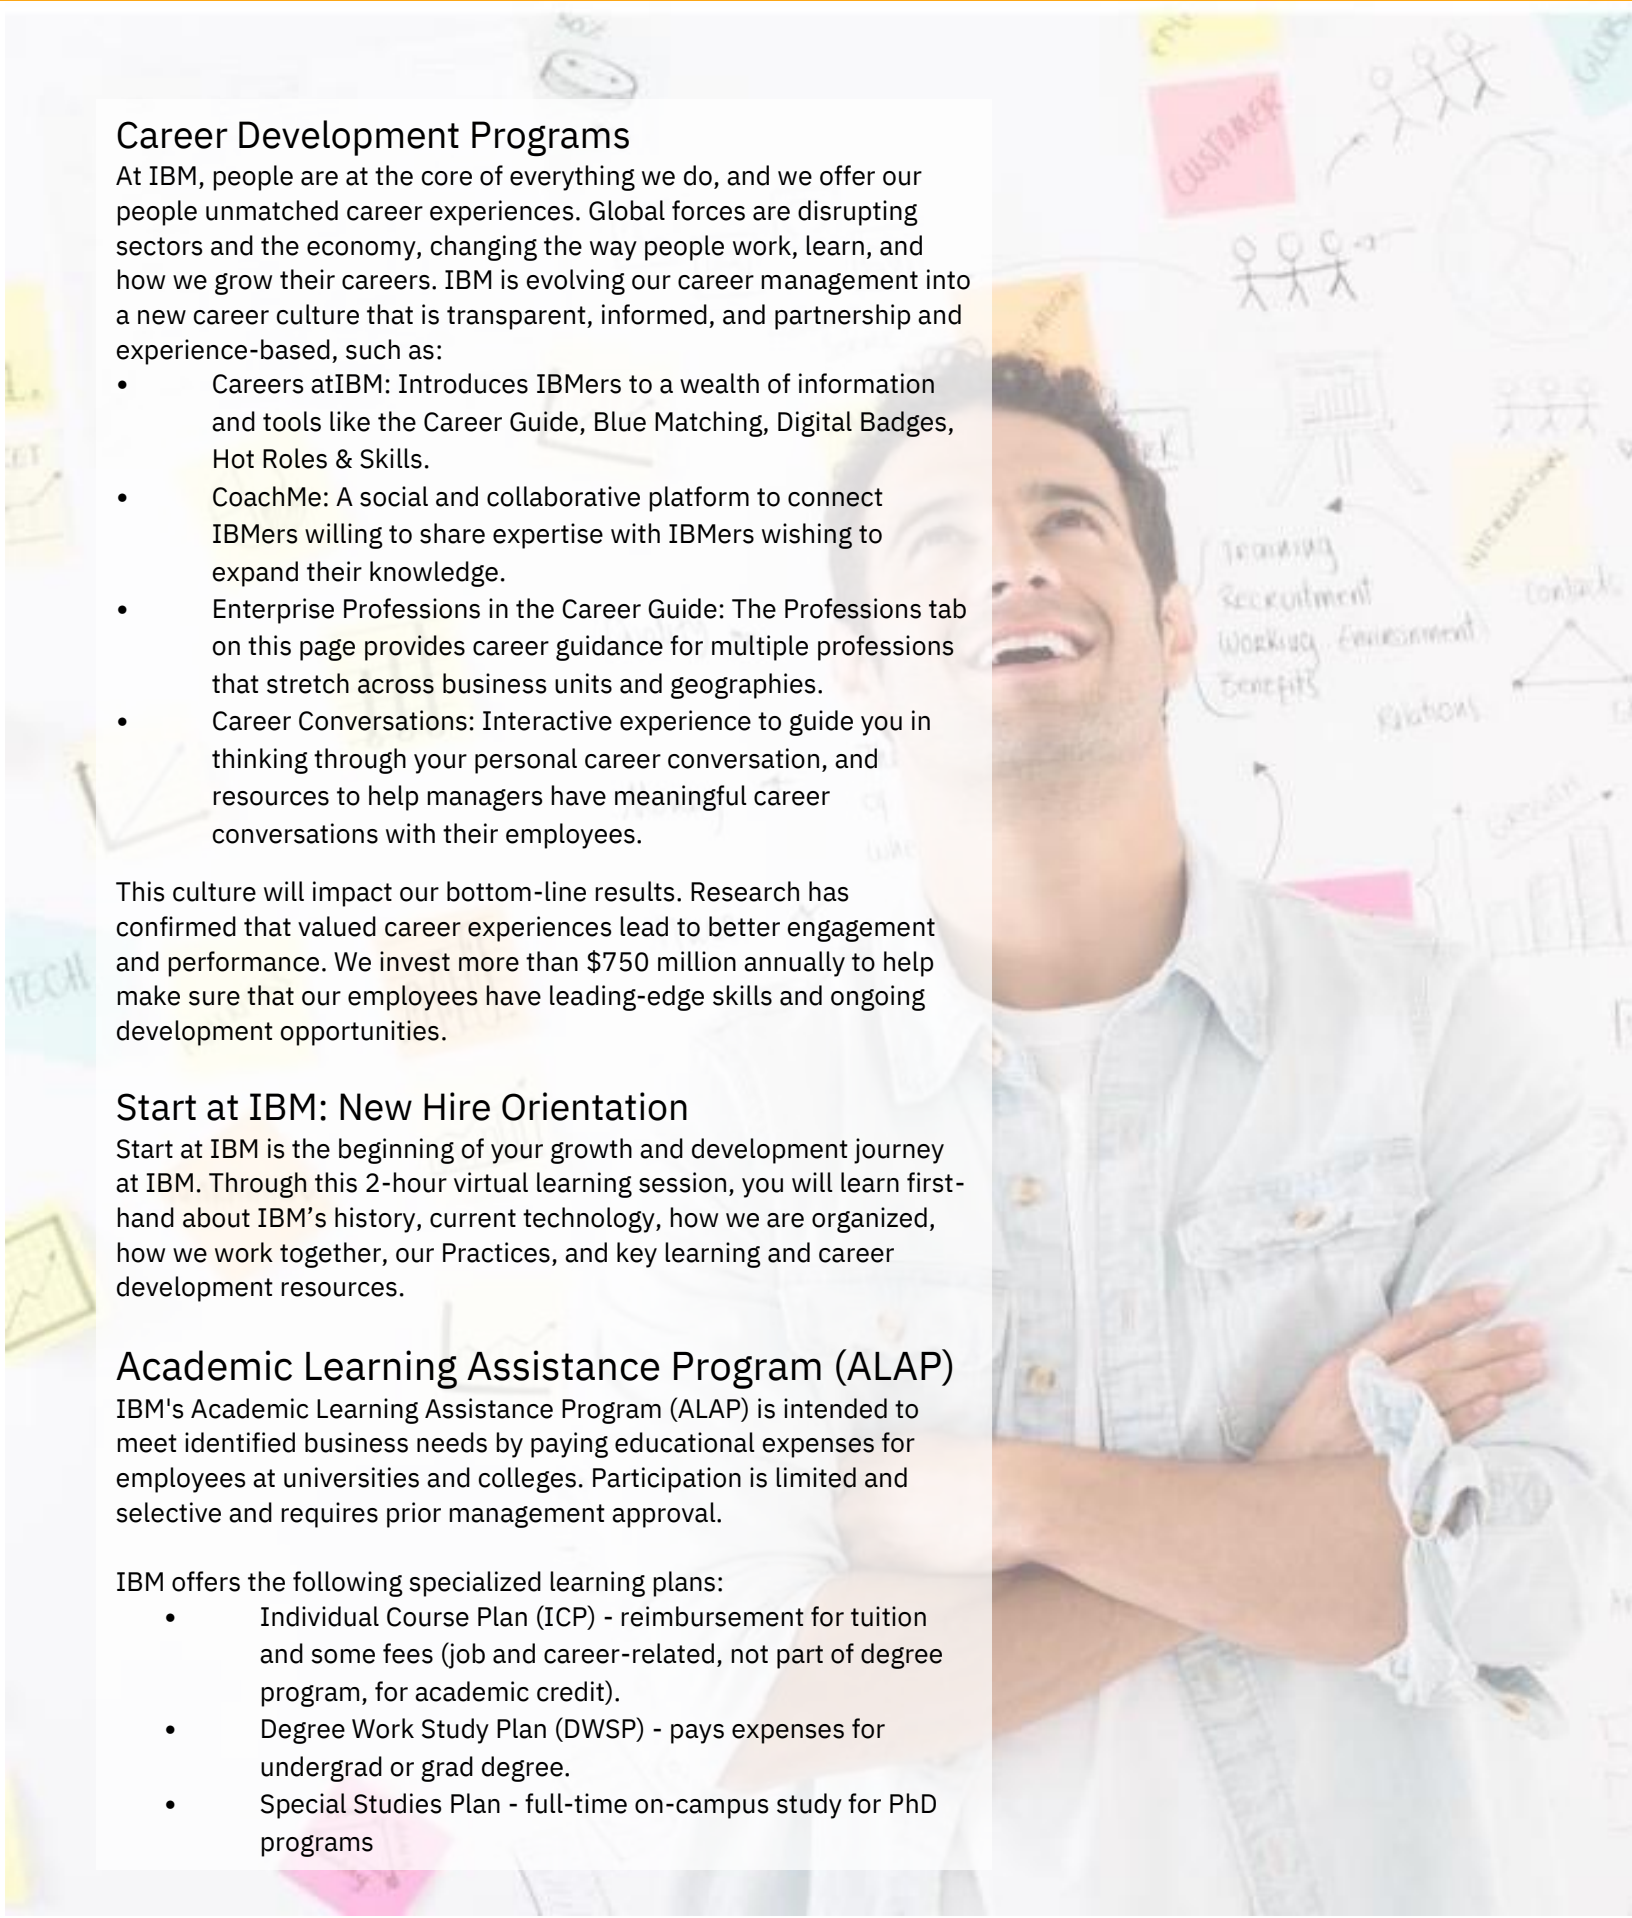 Career Development Programs
At IBM, people are at the core of everything we do, and we offer our
people unmatched career experiences. Global forces are disrupting
sectors and the economy, changing the way people work, learn, and
how we grow their careers. IBM is evolving our career management into
a new career culture that is transparent, informed, and partnership and
experience-based, such as:
• Careers atIBM: Introduces IBMers to a wealth of information
and tools like the Career Guide, Blue Matching, Digital Badges,
Hot Roles & Skills.
• CoachMe: A social and collaborative platform to connect
IBMers willing to share expertise with IBMers wishing to
expand their knowledge.
• Enterprise Professions in the Career Guide: The Professions tab
on this page provides career guidance for multiple professions
that stretch across business units and geographies.
• Career Conversations: Interactive experience to guide you in
thinking through your personal career conversation, and
resources to help managers have meaningful career
conversations with their employees.
This culture will impact our bottom-line results. Research has
confirmed that valued career experiences lead to better engagement
and performance. We invest more than $750 million annually to help
make sure that our employees have leading-edge skills and ongoing
development opportunities.
Start at IBM: New Hire Orientation
Start at IBM is the beginning of your growth and development journey
at IBM. Through this 2-hour virtual learning session, you will learn first-
hand about IBM’s history, current technology, how we are organized,
how we work together, our Practices, and key learning and career
development resources.
Academic Learning Assistance Program (ALAP)
IBM's Academic Learning Assistance Program (ALAP) is intended to
meet identified business needs by paying educational expenses for
employees at universities and colleges. Participation is limited and
selective and requires prior management approval.
IBM offers the following specialized learning plans:
• Individual Course Plan (ICP) - reimbursement for tuition
and some fees (job and career-related, not part of degree
program, for academic credit).
• Degree Work Study Plan (DWSP) - pays expenses for
undergrad or grad degree.
• Special Studies Plan - full-time on-campus study for PhD
programs
CUSTOMER
INTERNATIONAL
Training
Recruitment
Working Environment
Benefits
Relations
GROWTH
TECH